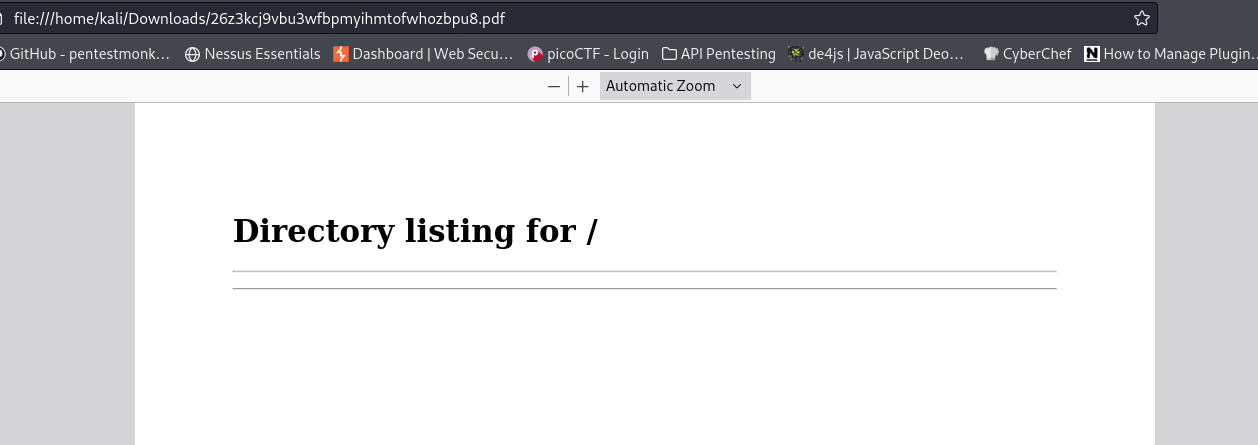 file:///home/kali/Downloads/26z3kcj9vbu3wfbpmyihmtofwhozbpu8.pdf
GitHub - pentestmonk… Nessus Essentials Dashboard | Web Secu… picoCTF - Login API Pentesting de4js | JavaScript Deo… CyberChef How to Manage Plugin…
Automatic Zoom
Directory listing for /